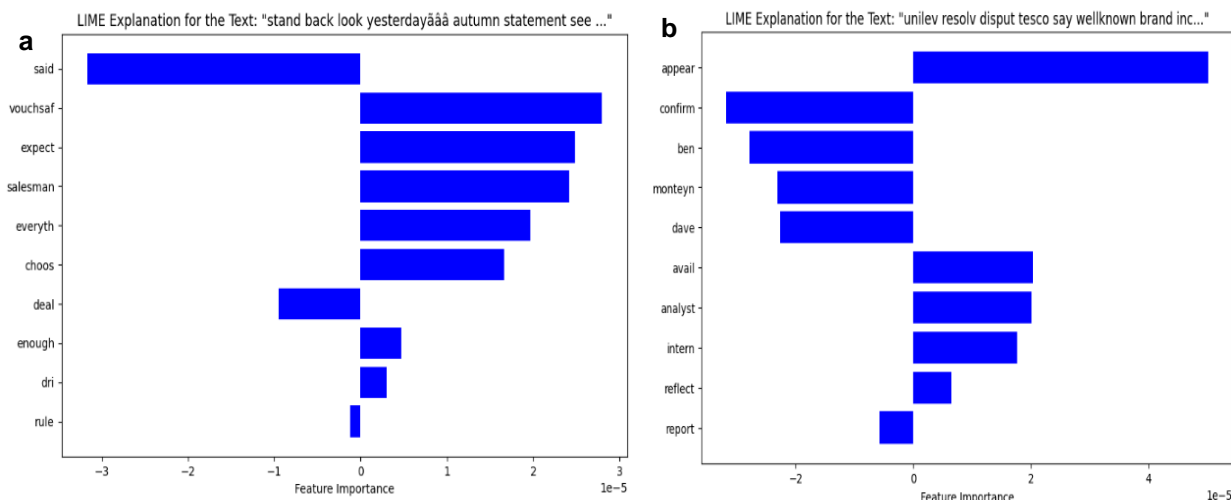 a
LIME Explanation for the Text: "stand back look yesterdayãââ autumn statement see ..."
said
vouchsaf
expect
salesman
everyth
choos
deal
enough
dri
rule
−3 −2 −1 0 1 2 3
1e−5
Feature Importance
b
LIME Explanation for the Text: "unilev resolv disput tesco say wellknown brand inc..."
appear
confirm
ben
monteyn
dave
avail
analyst
intern
reflect
report
−2 0 2 4
1e−5
Feature Importance